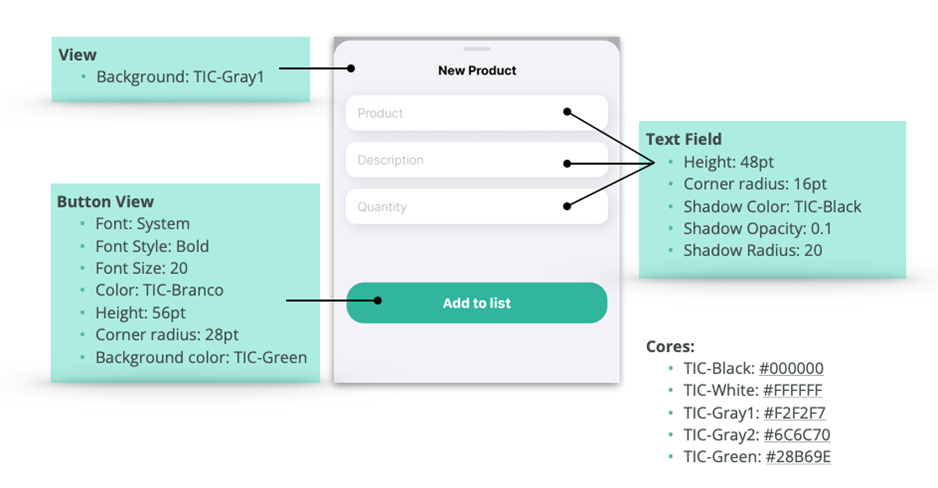 View
• Background: TIC-Gray1
Button View
• Font: System
• Font Style: Bold
• Font Size: 20
• Color: TIC-Branco
• Height: 56pt
• Corner radius: 28pt
• Background color: TIC-Green
New Product
Product
Description
Quantity
Add to list
Text Field
• Height: 48pt
• Corner radius: 16pt
• Shadow Color: TIC-Black
• Shadow Opacity: 0.1
• Shadow Radius: 20
Cores:
• TIC-Black: #000000
• TIC-White: #FFFFFF
• TIC-Gray1: #F2F2F7
• TIC-Gray2: #6C6C70
• TIC-Green: #28B69E